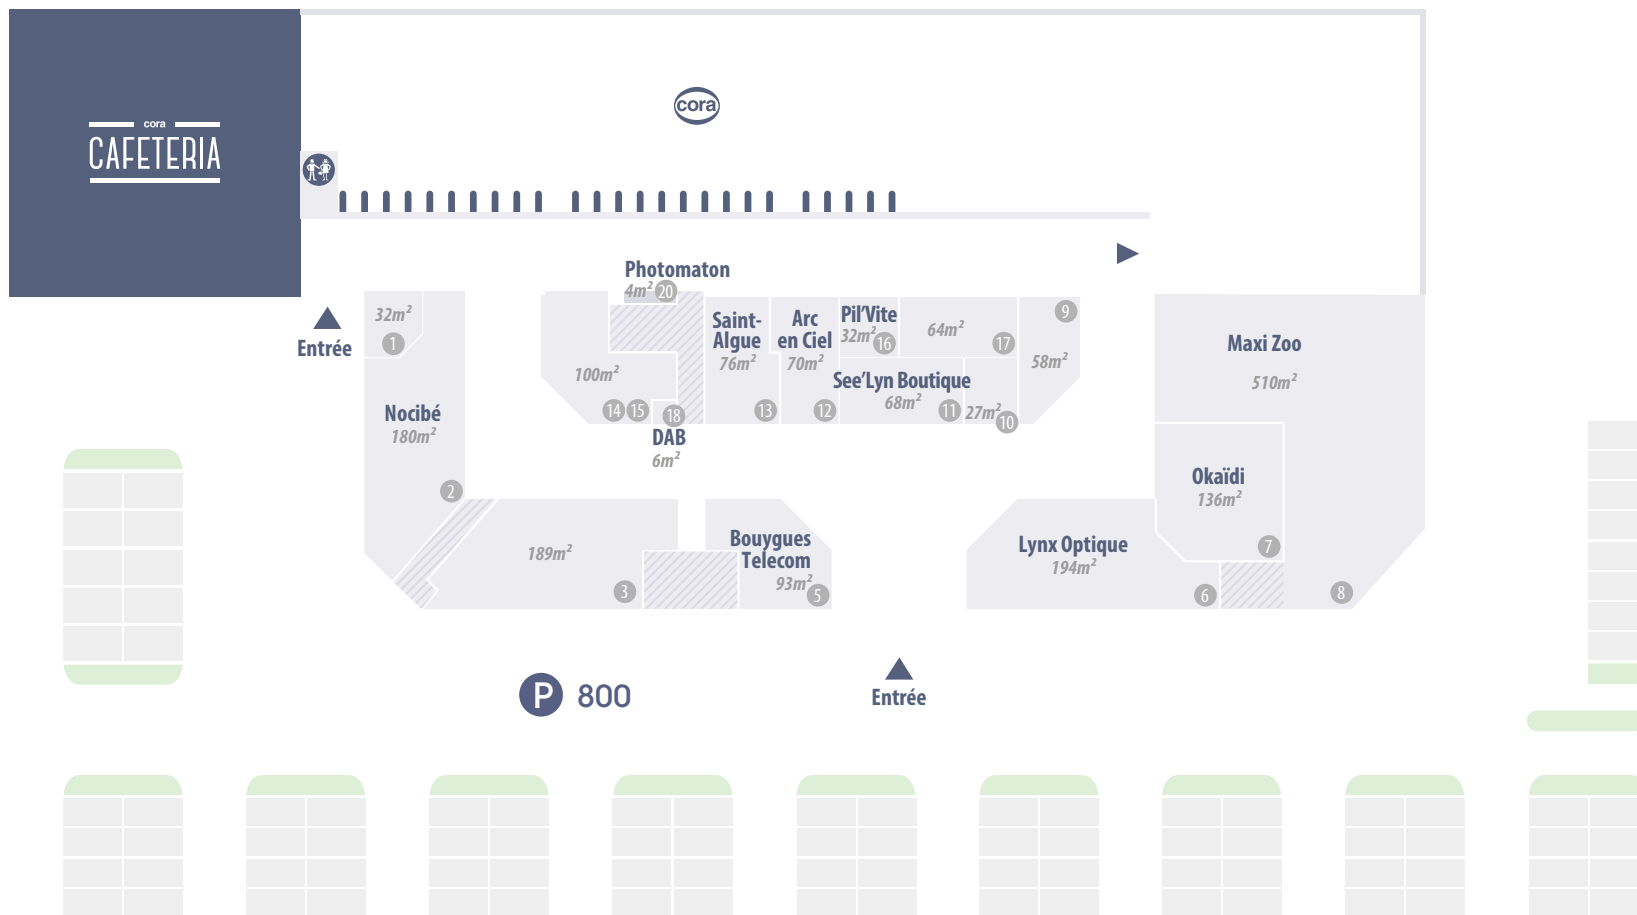 cora
cora
CAFETERIA
Photomaton
4m² 20
32m²
1
Entrée
Saint-
Algue
76m²
13
Arc
en Ciel
70m²
12
Pil'Vite
32m² 16
64m²
17
9
58m²
See'Lyn Boutique
68m²
11
27m²
10
100m²
14 15 18
DAB
6m²
Nocibé
180m²
2
189m²
3
Bouygues
Telecom
93m²
5
Lynx Optique
194m²
6
Okaïdi
136m²
7
Maxi Zoo
510m²
8
P 800
Entrée